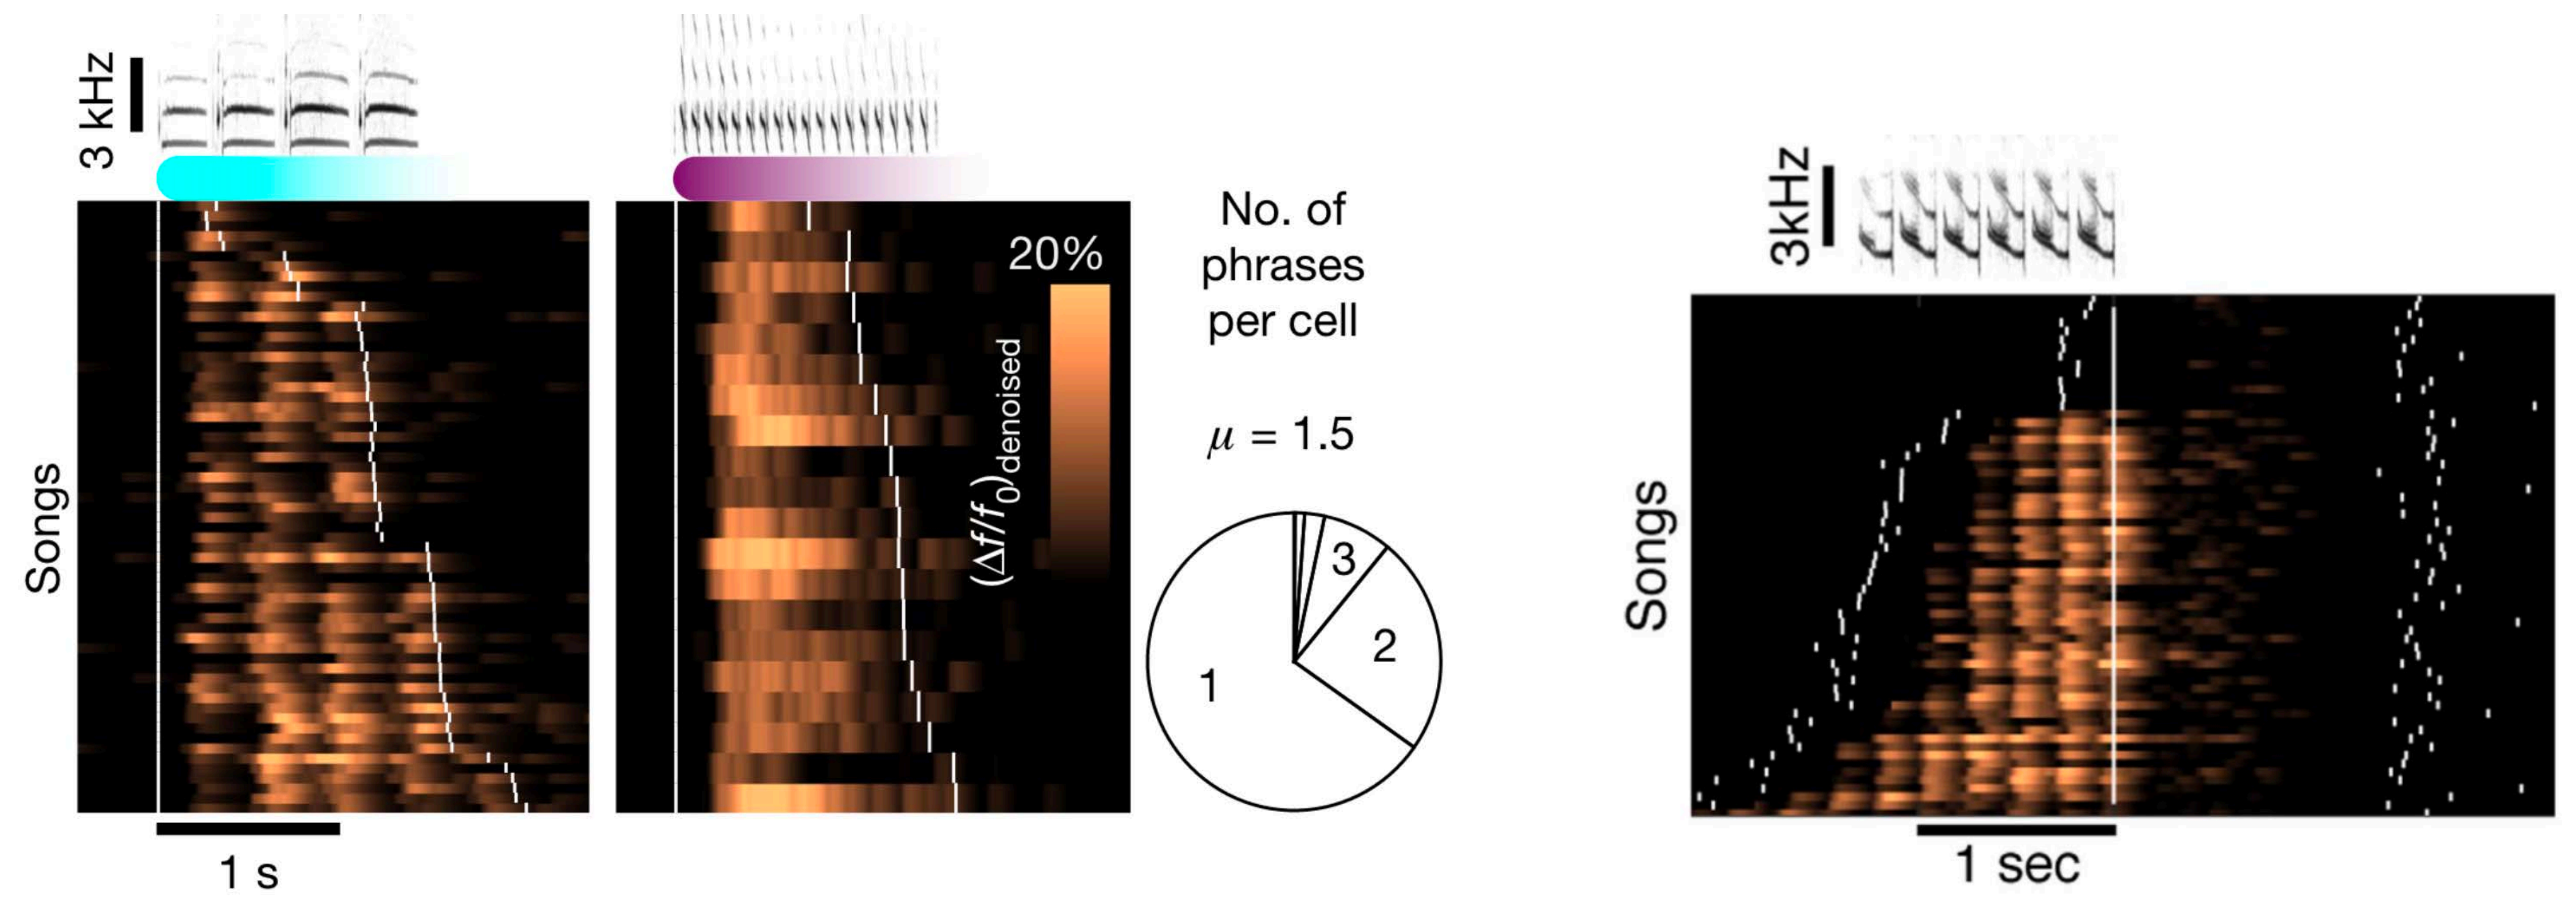 3 kHz
Songs
1 s
20%
(Δf/f₀)denoised
No. of
phrases
per cell
μ = 1.5
1
2
3
3kHz
Songs
1 sec